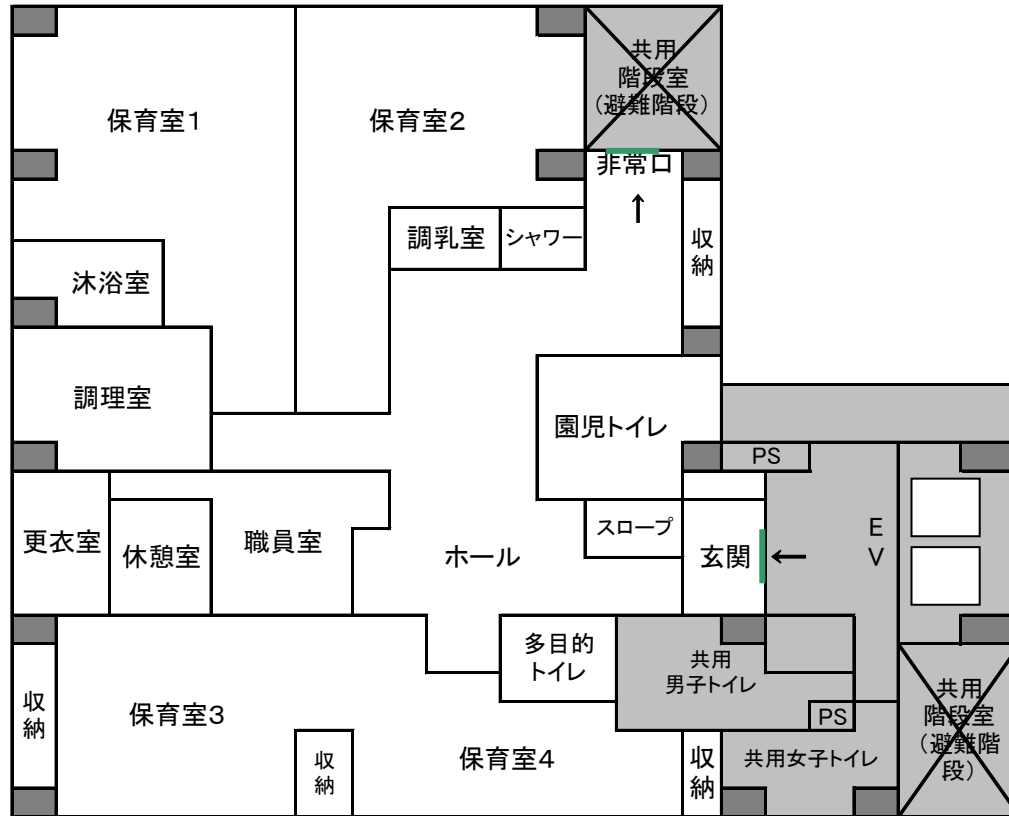 共用
階段室
（避難階段）
保育室1
保育室2
非常口
↑
調乳室
シャワー
収
納
沐浴室
調理室
園児トイレ
PS
更衣室
休憩室
職員室
ホール
スロープ
玄関
←
E
V
多目的
トイレ
共用
男子トイレ
収
納
保育室3
収
納
保育室4
収
納
PS
共用女子トイレ
共用
階段室
（避難階
段）